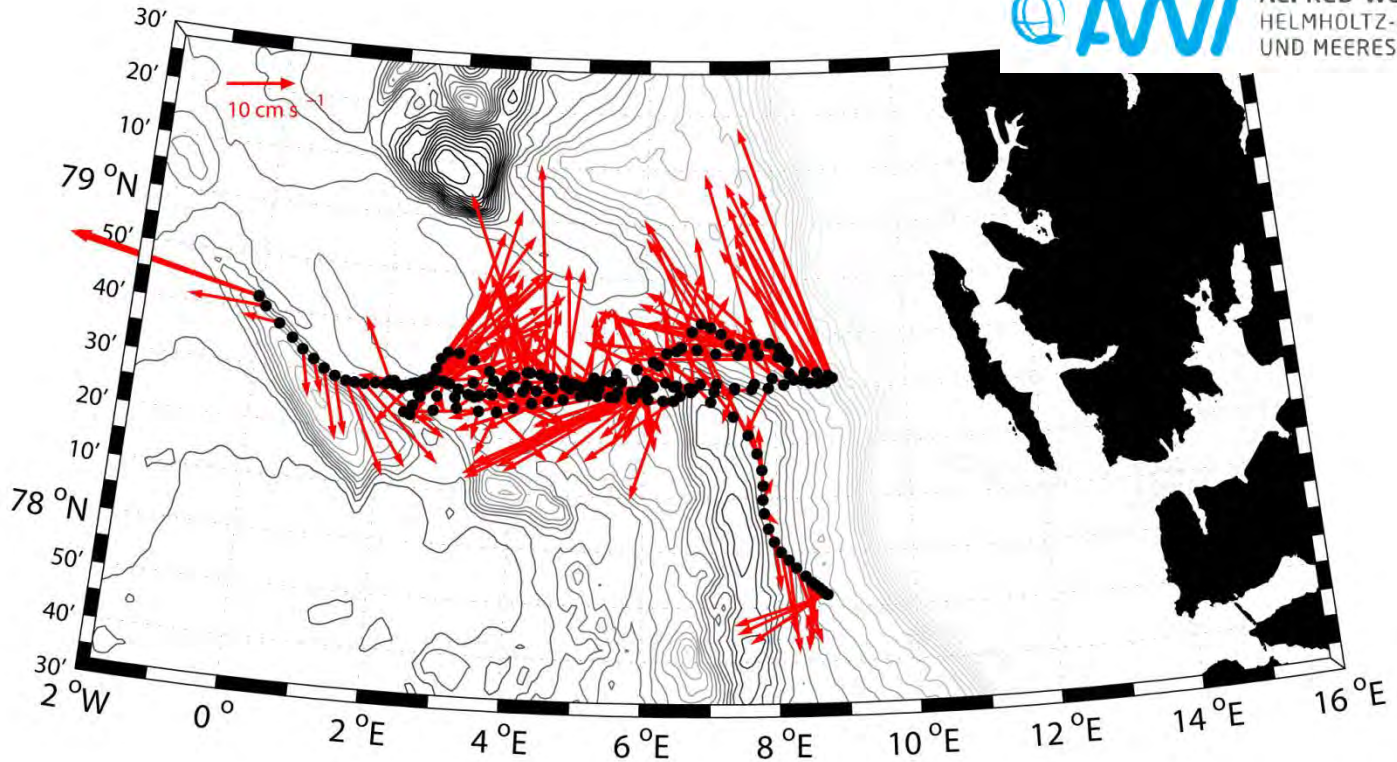 30′
AWI
HELMHOLTZ-
UND MEERES
20′
10 cm s⁻¹
10′
79 °N
50′
40′
30′
20′
10′
78 °N
50′
40′
30′
2 °W
0 °
2 °E
4 °E
6 °E
8 °E
10 °E
12 °E
14 °E
16 °E